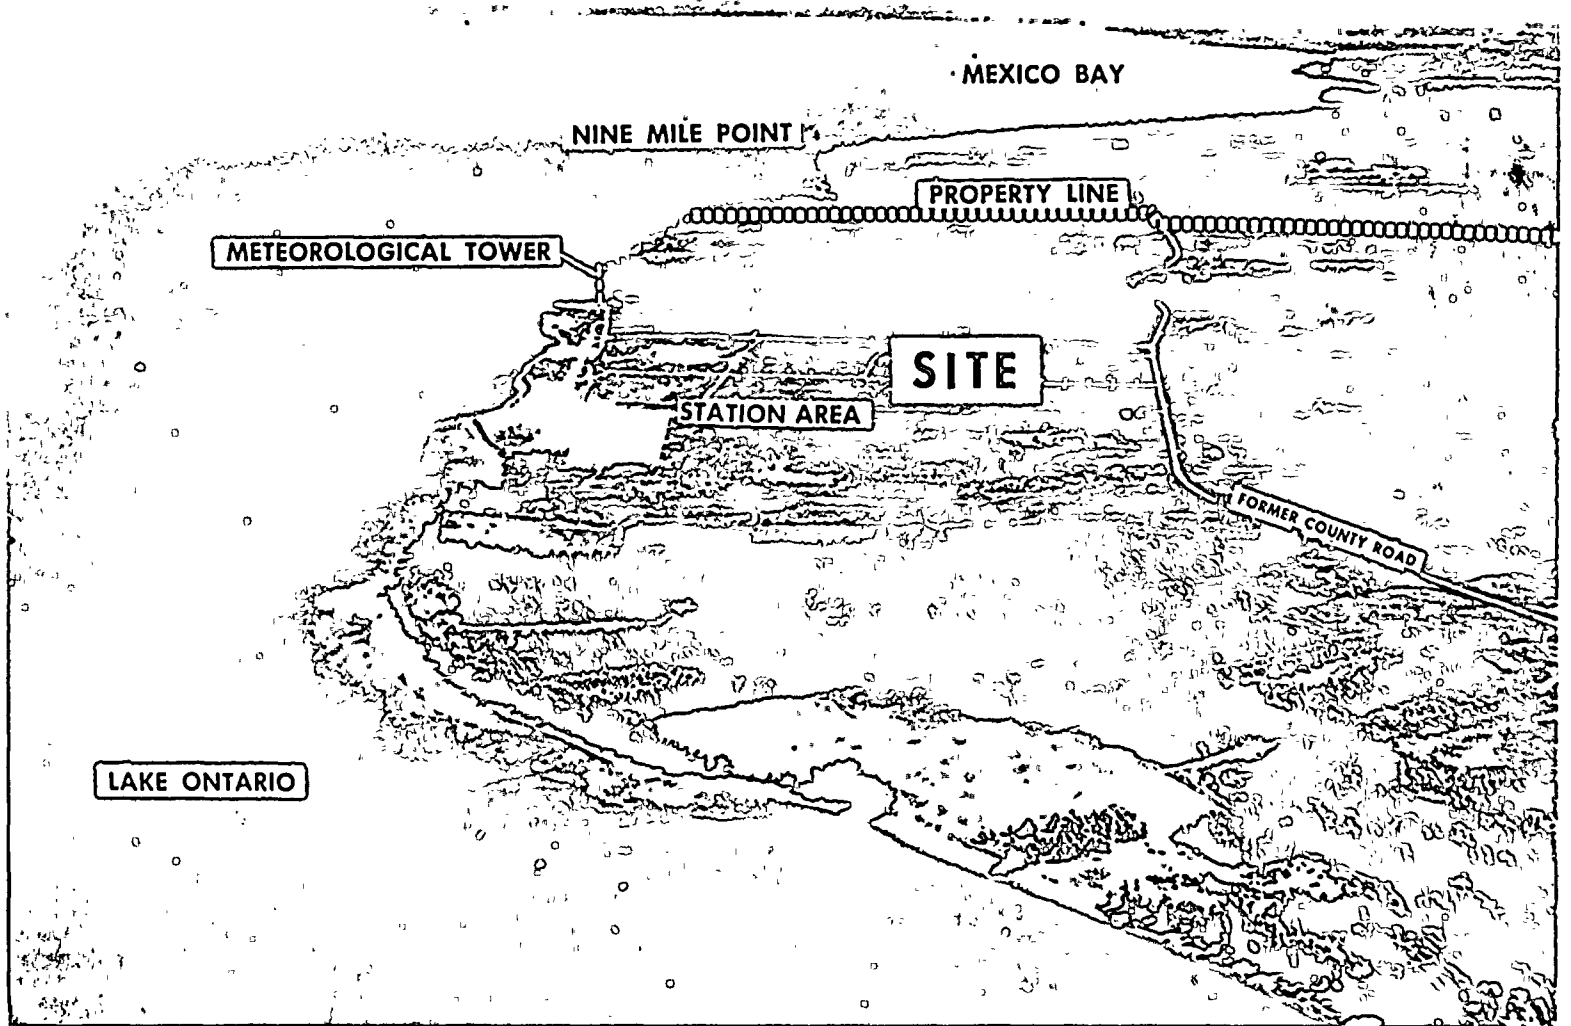 MEXICO BAY
NINE MILE POINT
PROPERTY LINE
METEOROLOGICAL TOWER
SITE
STATION AREA
FORMER COUNTY ROAD
LAKE ONTARIO